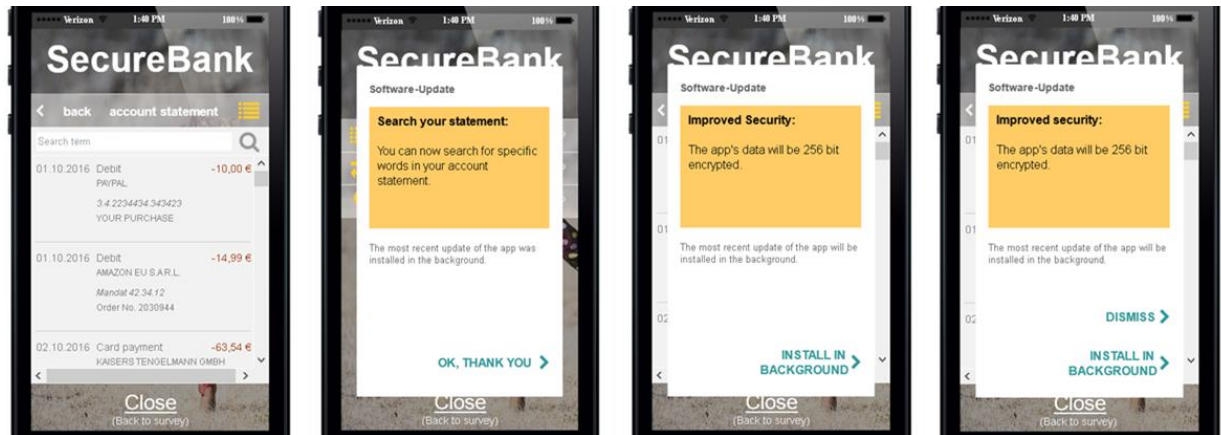 Verizon 1:40 PM 100%
SecureBank
back account statement
Search term
01.10.2016 Debit -10,00 €
PAYPAL
3.4.2234434.343423
YOUR PURCHASE
01.10.2016 Debit -14,99 €
AMAZON EU S.A.R.L.
Mandat 42.34.12
Order No. 2030944
02.10.2016 Card payment -63,54 €
KAISERS TENGELMANN GMBH
Close
(Back to survey)
Verizon 1:40 PM 100%
SecureBank
Software-Update
Search your statement:
You can now search for specific
words in your account
statement.
The most recent update of the app was
installed in the background.
OK, THANK YOU
Close
(Back to survey)
Verizon 1:40 PM 100%
SecureBank
Software-Update
01
Improved Security:
The app's data will be 256 bit
encrypted.
01
The most recent update of the app will be
installed in the background.
02
INSTALL IN
BACKGROUND
Close
(Back to survey)
Verizon 1:40 PM 100%
SecureBank
Software-Update
01
Improved security:
The app's data will be 256 bit
encrypted.
01
The most recent update of the app will be
installed in the background.
02
DISMISS
INSTALL IN
BACKGROUND
Close
(Back to survey)